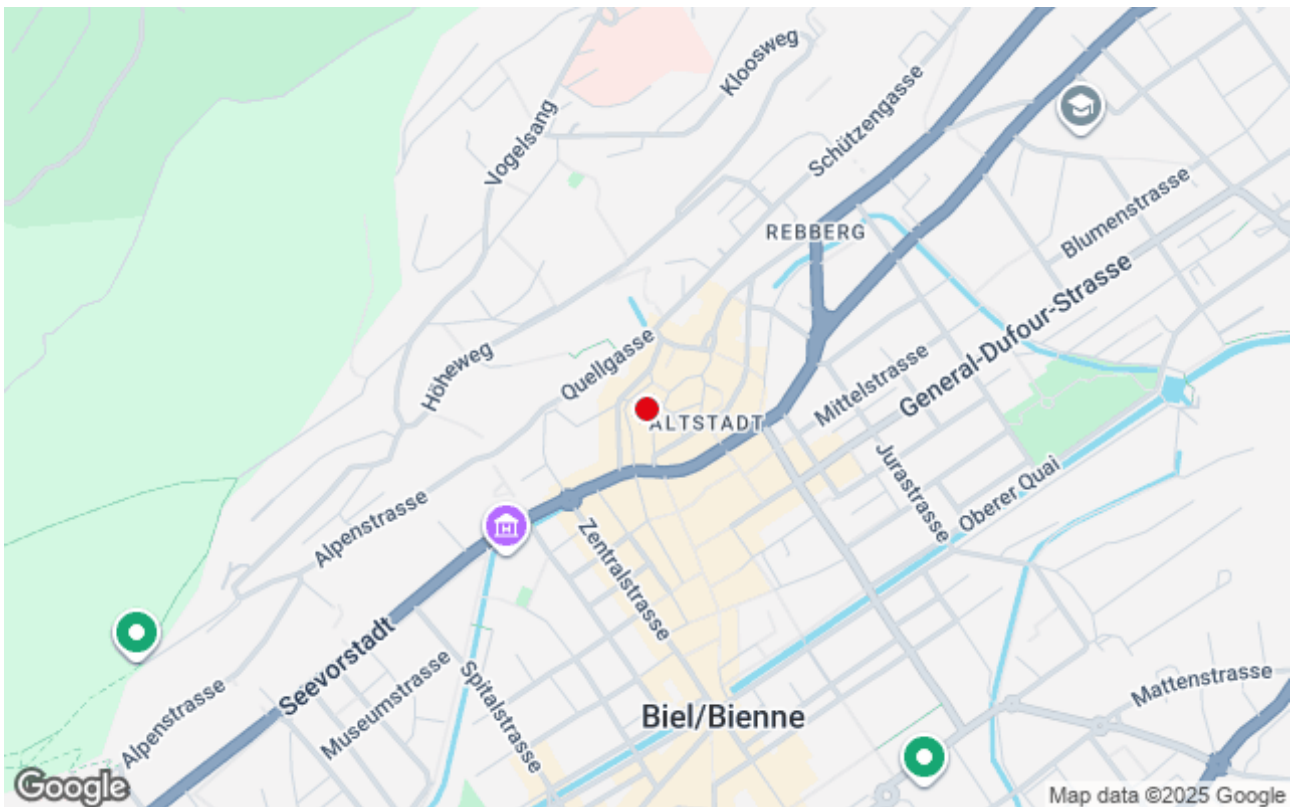 Kloosweg
Vogelsang
Schützengasse
REBBERG
Blumenstrasse
General-Dufour-Strasse
Höheweg
Quellgasse
Mittelstrasse
ALTSTADT
Jurastrasse
Oberer Quai
Alpenstrasse
Zentralstrasse
Seevorstadt
Museumstrasse
Spitalstrasse
Alpenstrasse
Mattenstrasse
Biel/Bienne
H
Google
Map data ©2025 Google